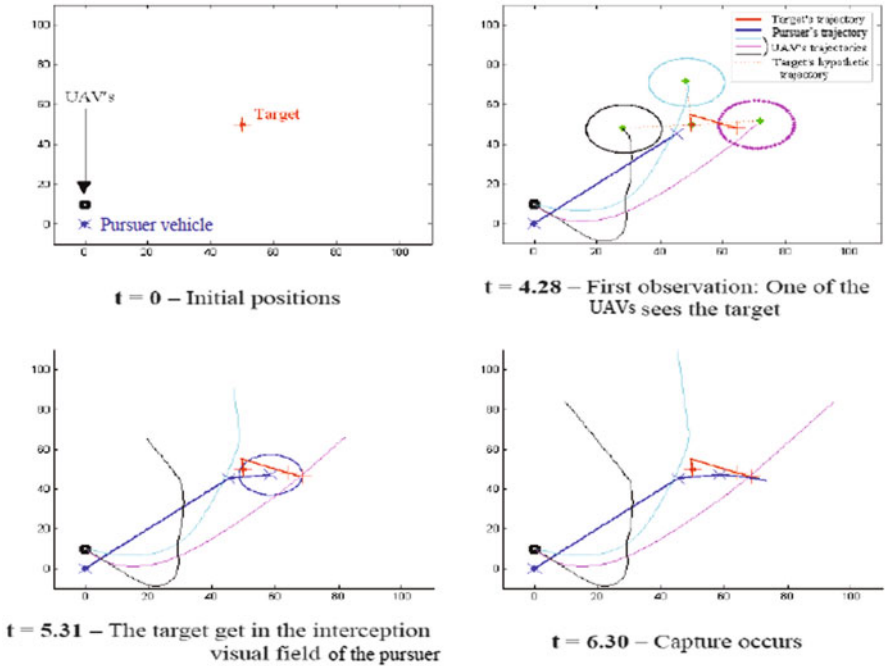 100
80
60
40
20
0
UAV's
Target
Pursuer vehicle
0 20 40 60 80 100
t = 0 – Initial positions
100
80
60
40
20
0
Target's trajectory
Pursuer's trajectory
UAV's trajectories
Target's hypothetic
trajectory
0 20 40 60 80 100
t = 4.28 – First observation: One of the
UAVs sees the target
100
80
60
40
20
0
0 20 40 60 80 100
t = 5.31 – The target get in the interception
visual field of the pursuer
100
80
60
40
20
0
0 20 40 60 80 100
t = 6.30 – Capture occurs